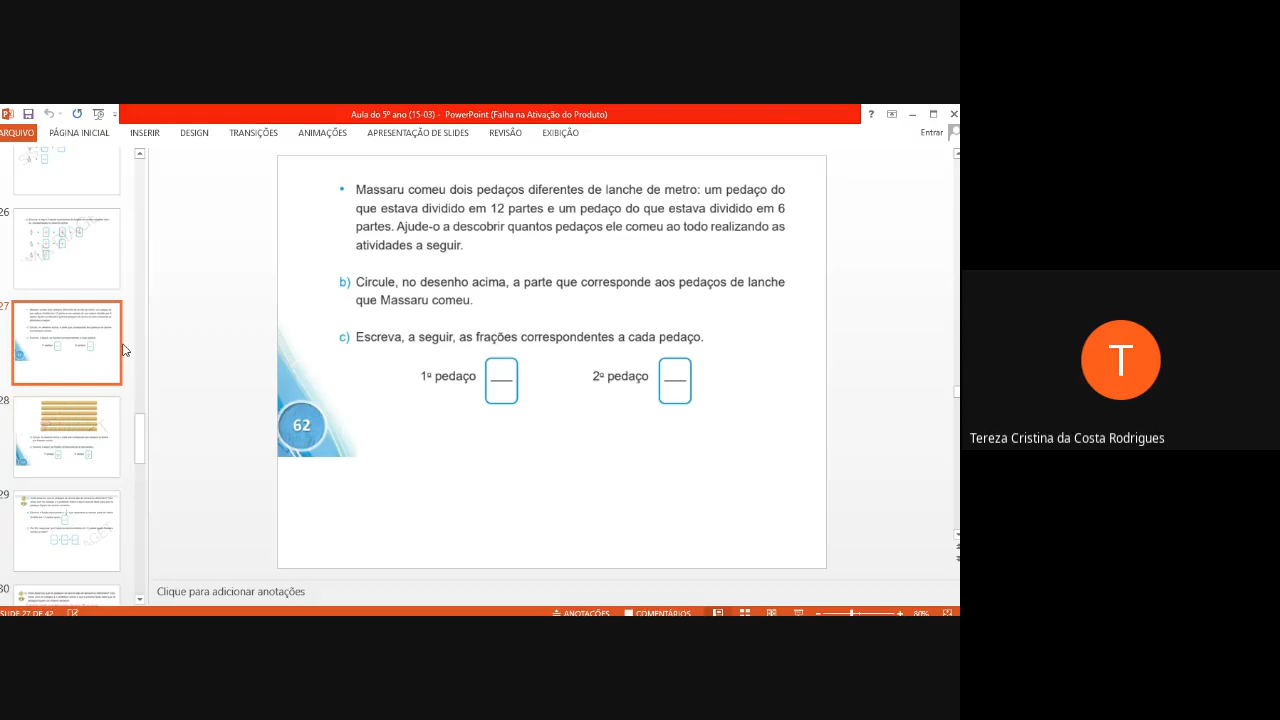 Aula do 5º ano (15-03) - PowerPoint (Falha na Ativação do Produto)
ARQUIVO PÁGINA INICIAL INSERIR DESIGN TRANSIÇÕES ANIMAÇÕES APRESENTAÇÃO DE SLIDES REVISÃO EXIBIÇÃO Entrar
• Massaru comeu dois pedaços diferentes de lanche de metro: um pedaço do
que estava dividido em 12 partes e um pedaço do que estava dividido em 6
partes. Ajude-o a descobrir quantos pedaços ele comeu ao todo realizando as
atividades a seguir.
b) Circule, no desenho acima, a parte que corresponde aos pedaços de lanche
que Massaru comeu.
c) Escreva, a seguir, as frações correspondentes a cada pedaço.
1º pedaço 2º pedaço
62
26
27
28
29
30
Clique para adicionar anotações
SLIDE 27 DE 42 ANOTAÇÕES COMENTÁRIOS 80%
T
Tereza Cristina da Costa Rodrigues